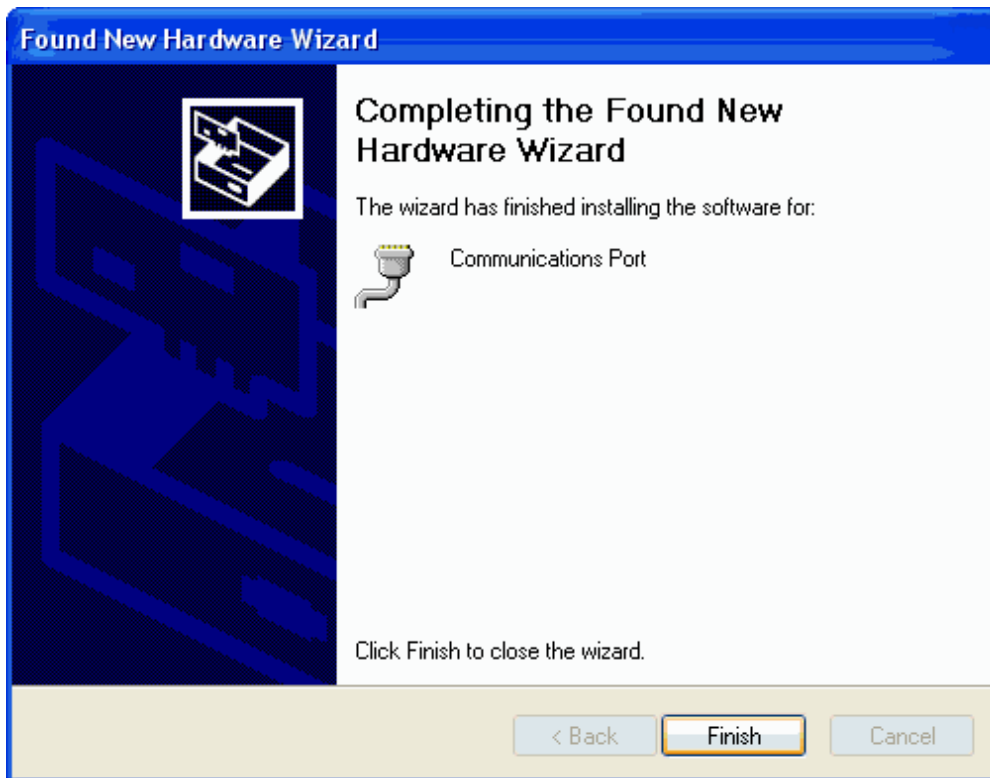 Found New Hardware Wizard
Completing the Found New
Hardware Wizard
The wizard has finished installing the software for:
Communications Port
Click Finish to close the wizard.
< Back
Finish
Cancel